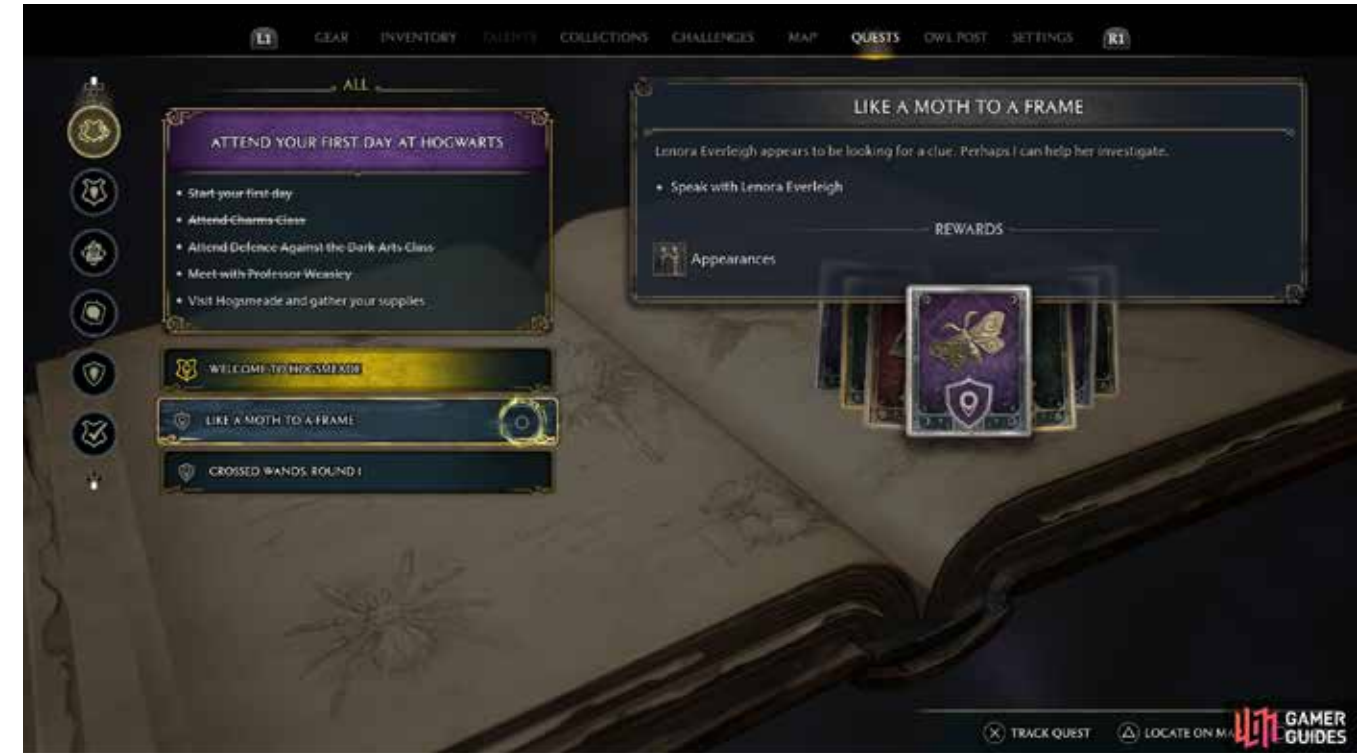 L1 GEAR INVENTORY TALENTS COLLECTIONS CHALLENGES MAP QUESTS OWL POST SETTINGS R1
ALL
ATTEND YOUR FIRST DAY AT HOGWARTS
• Start your first day
• Attend Charms Class
• Attend Defence Against the Dark Arts Class
• Meet with Professor Weasley
• Visit Hogsmeade and gather your supplies
WELCOME TO HOGSMEADE
LIKE A MOTH TO A FRAME
CROSSED WANDS: ROUND 1
LIKE A MOTH TO A FRAME
Lenora Everleigh appears to be looking for a clue. Perhaps I can help her investigate.
• Speak with Lenora Everleigh
REWARDS
Appearances
TRACK QUEST LOCATE ON MA
GAMER
GUIDES